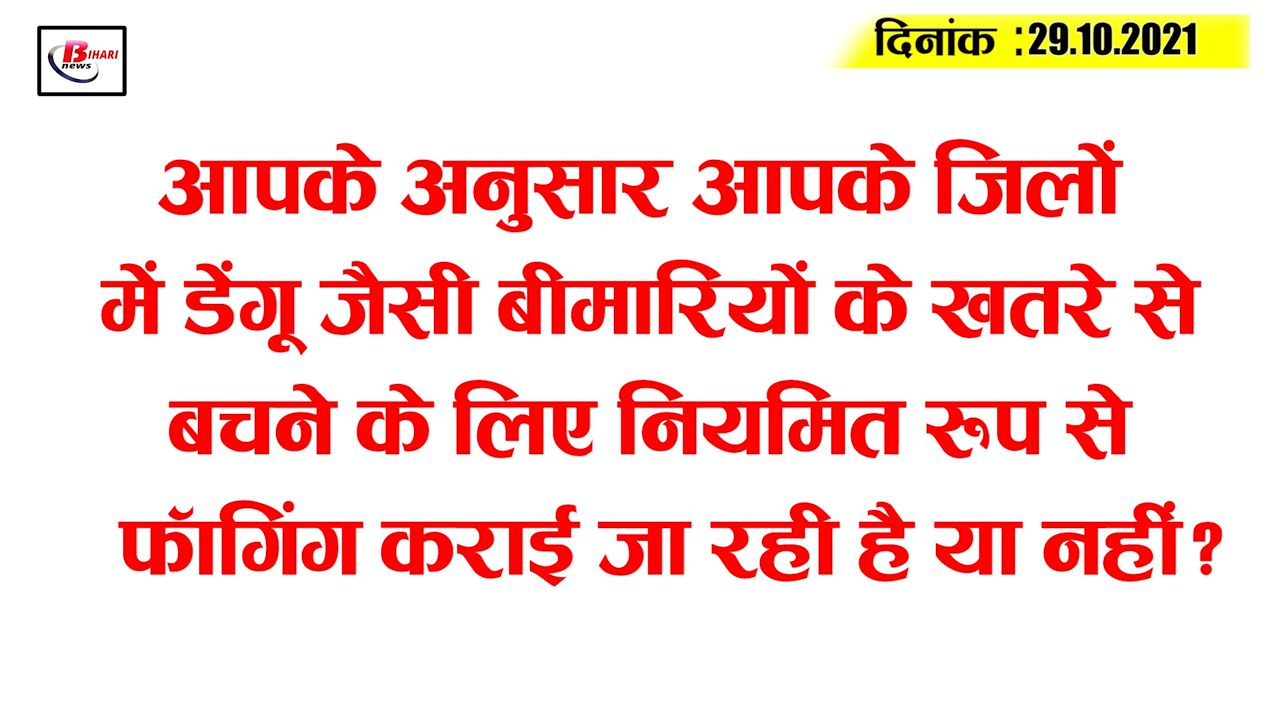 BIHARI
news
दिनांक :29.10.2021
आपके अनुसार आपके जिलों
में डेंगू जैसी बीमारियों के खतरे से
बचने के लिए नियमित रूप से
फॉगिंग कराई जा रही है या नहीं?